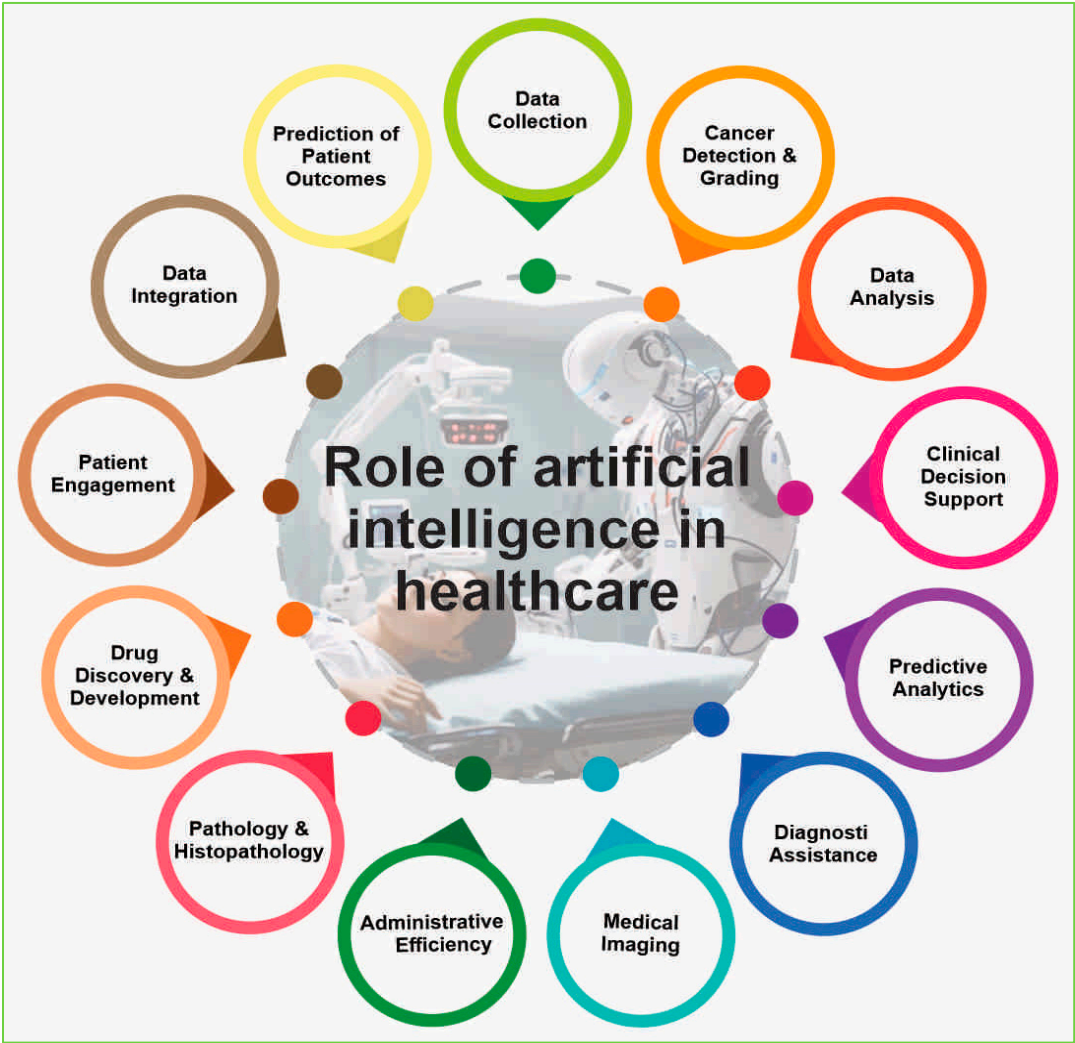 Data
Collection
Cancer
Detection &
Grading
Data
Analysis
Clinical
Decision
Support
Predictive
Analytics
Diagnosti
Assistance
Medical
Imaging
Administrative
Efficiency
Pathology &
Histopathology
Drug
Discovery &
Development
Patient
Engagement
Data
Integration
Prediction of
Patient
Outcomes
Role of artificial
intelligence in
healthcare